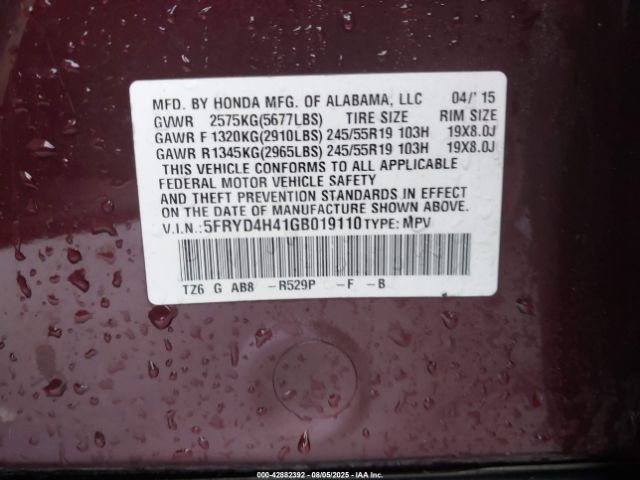 MFD. BY HONDA MFG. OF ALABAMA, LLC 04/' 15
GVWR 2575KG(5677LBS) TIRE SIZE RIM SIZE
GAWR F 1320KG(2910LBS) 245/55R19 103H 19X8.0J
GAWR R1345KG(2965LBS) 245/55R19 103H 19X8.0J
THIS VEHICLE CONFORMS TO ALL APPLICABLE
FEDERAL MOTOR VEHICLE SAFETY
AND THEFT PREVENTION STANDARDS IN EFFECT
ON THE DATE OF MANUFACTURE SHOWN ABOVE.
V.I.N.:5FRYD4H41GB019110 TYPE: MPV
TZ6 G AB8 -R529P -F -B
000-42882392 - 08/05/2025 - IAAI.com